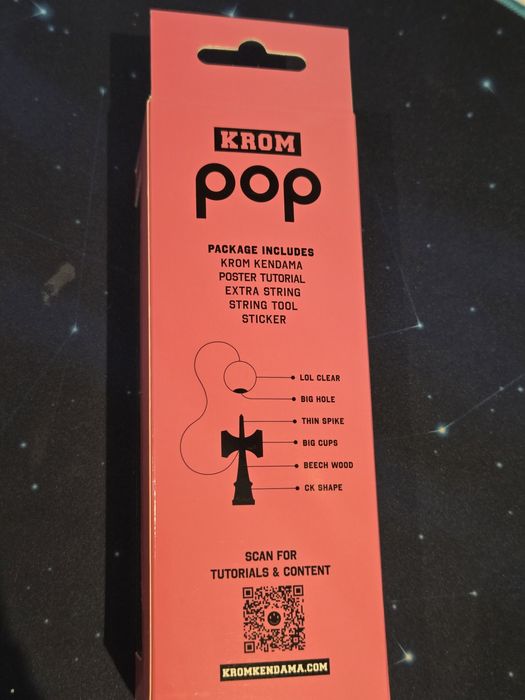 KROM
pop
PACKAGE INCLUDES
KROM KENDAMA
POSTER TUTORIAL
EXTRA STRING
STRING TOOL
STICKER
LOL CLEAR
BIG HOLE
THIN SPIKE
BIG CUPS
BEECH WOOD
CK SHAPE
SCAN FOR
TUTORIALS & CONTENT
KROMKENDAMA.COM